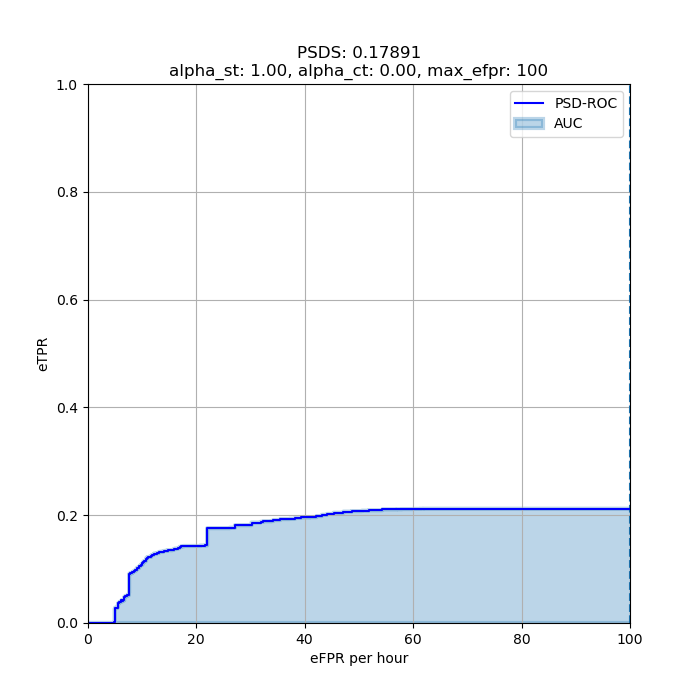 PSDS: 0.17891
alpha_st: 1.00, alpha_ct: 0.00, max_efpr: 100
1.0
PSD-ROC
AUC
0.8
0.6
eTPR
0.4
0.2
0.0
0 20 40 60 80 100
eFPR per hour